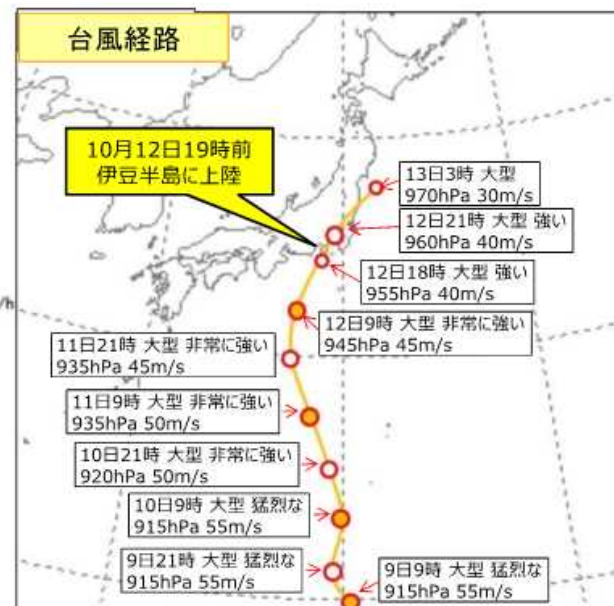 台風経路
10月12日19時前
伊豆半島に上陸
13日3時 大型
970hPa 30m/s
12日21時 大型 強い
960hPa 40m/s
12日18時 大型 強い
955hPa 40m/s
12日9時 大型 非常に強い
945hPa 45m/s
11日21時 大型 非常に強い
935hPa 45m/s
11日9時 大型 非常に強い
935hPa 50m/s
10日21時 大型 非常に強い
920hPa 50m/s
10日9時 大型 猛烈な
915hPa 55m/s
9日21時 大型 猛烈な
915hPa 55m/s
9日9時 大型 猛烈な
915hPa 55m/s
/h